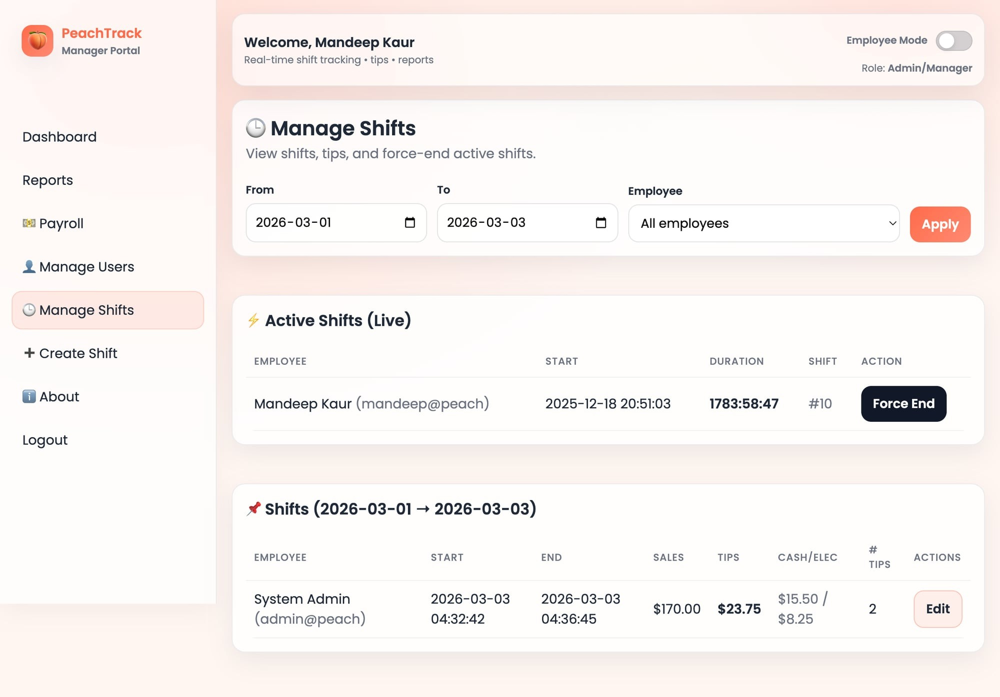 PeachTrack
Manager Portal
Dashboard
Reports
Payroll
Manage Users
Manage Shifts
Create Shift
About
Logout
Welcome, Mandeep Kaur
Real-time shift tracking • tips • reports
Employee Mode
Role: Admin/Manager
Manage Shifts
View shifts, tips, and force-end active shifts.
From To Employee
2026-03-01 2026-03-03 All employees Apply
Active Shifts (Live)
EMPLOYEE START DURATION SHIFT ACTION
Mandeep Kaur (mandeep@peach) 2025-12-18 20:51:03 1783:58:47 #10 Force End
Shifts (2026-03-01 → 2026-03-03)
EMPLOYEE START END SALES TIPS CASH/ELEC # TIPS ACTIONS
System Admin 2026-03-03 2026-03-03 $170.00 $23.75 $15.50 / 2 Edit
(admin@peach) 04:32:42 04:36:45 $8.25